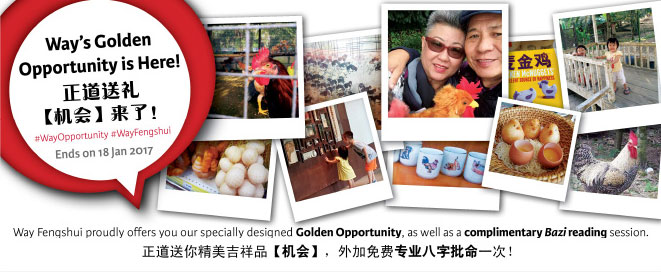 Way's Golden
Opportunity is Here!
正道送礼
【机会】来了!
#WayOpportunity #WayFengshui
Ends on 18 Jan 2017
金鸡
Way Fengshui proudly offers you our specially designed Golden Opportunity, as well as a complimentary Bazi reading session.
正道送你精美吉祥品【机会】，外加免费专业八字批命一次！